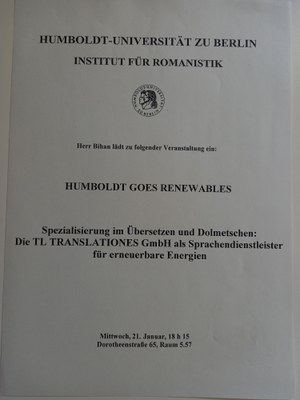 HUMBOLDT-UNIVERSITÄT ZU BERLIN
INSTITUT FÜR ROMANISTIK
Herr Bihan lädt zu folgender Veranstaltung ein:
HUMBOLDT GOES RENEWABLES
Spezialisierung im Übersetzen und Dolmetschen:
Die TL TRANSLATIONES GmbH als Sprachendienstleister
für erneuerbare Energien
Mittwoch, 21. Januar, 18 h 15
Dorotheenstraße 65, Raum 5.57